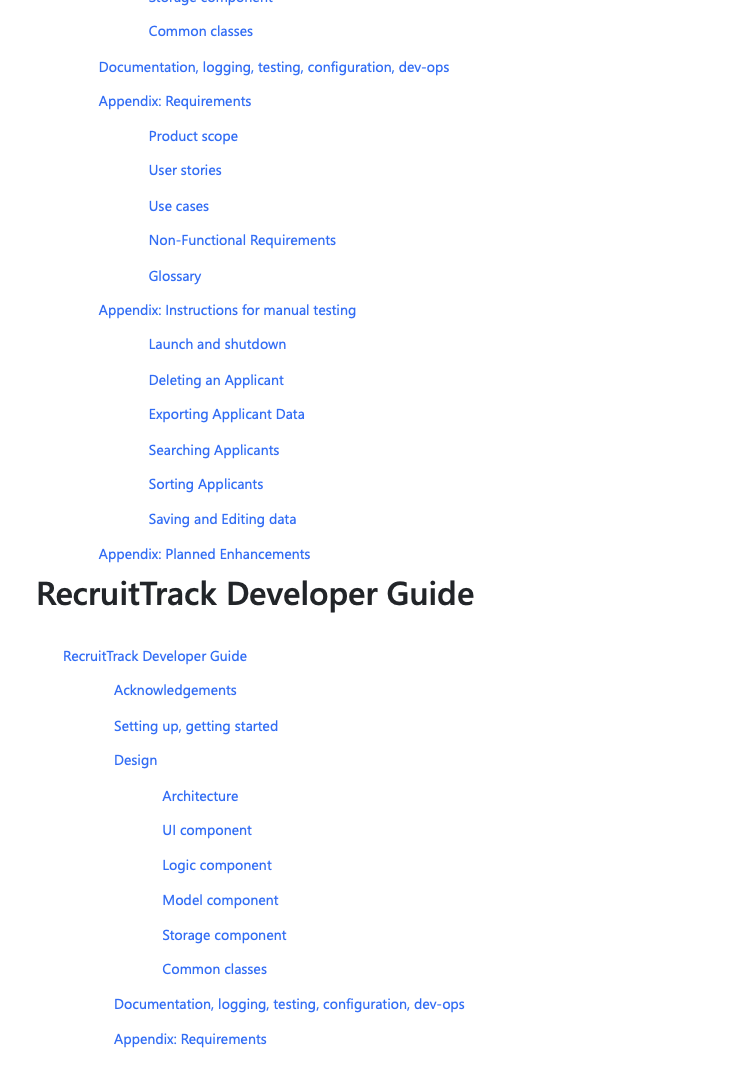 Storage component
Common classes
Documentation, logging, testing, configuration, dev-ops
Appendix: Requirements
Product scope
User stories
Use cases
Non-Functional Requirements
Glossary
Appendix: Instructions for manual testing
Launch and shutdown
Deleting an Applicant
Exporting Applicant Data
Searching Applicants
Sorting Applicants
Saving and Editing data
Appendix: Planned Enhancements
RecruitTrack Developer Guide
RecruitTrack Developer Guide
Acknowledgements
Setting up, getting started
Design
Architecture
UI component
Logic component
Model component
Storage component
Common classes
Documentation, logging, testing, configuration, dev-ops
Appendix: Requirements